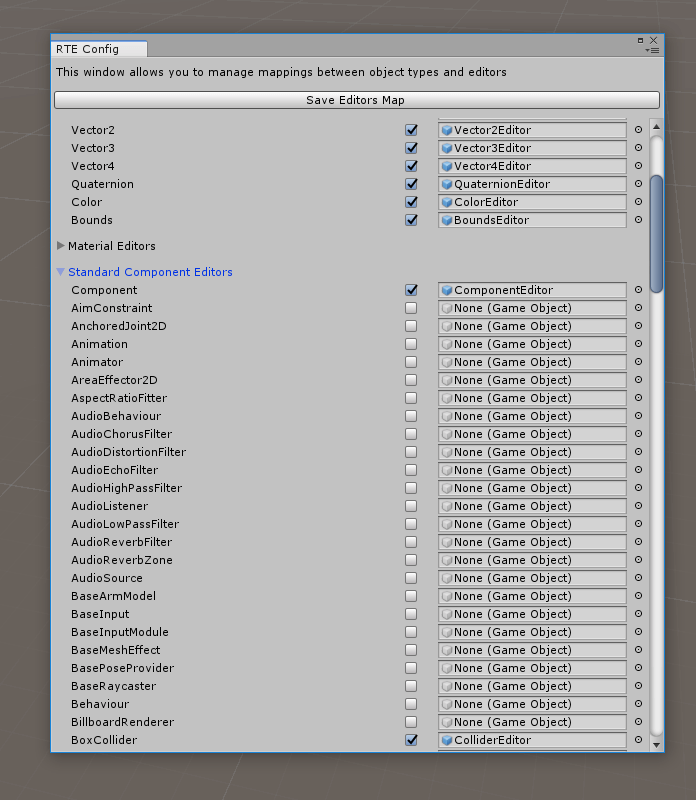 RTE Config
This window allows you to manage mappings between object types and editors
Save Editors Map
Vector2 Vector2Editor
Vector3 Vector3Editor
Vector4 Vector4Editor
Quaternion QuaternionEditor
Color ColorEditor
Bounds BoundsEditor
Material Editors
Standard Component Editors
Component ComponentEditor
AimConstraint None (Game Object)
AnchoredJoint2D None (Game Object)
Animation None (Game Object)
Animator None (Game Object)
AreaEffector2D None (Game Object)
AspectRatioFitter None (Game Object)
AudioBehaviour None (Game Object)
AudioChorusFilter None (Game Object)
AudioDistortionFilter None (Game Object)
AudioEchoFilter None (Game Object)
AudioHighPassFilter None (Game Object)
AudioListener None (Game Object)
AudioLowPassFilter None (Game Object)
AudioReverbFilter None (Game Object)
AudioReverbZone None (Game Object)
AudioSource None (Game Object)
BaseArmModel None (Game Object)
BaseInput None (Game Object)
BaseInputModule None (Game Object)
BaseMeshEffect None (Game Object)
BasePoseProvider None (Game Object)
BaseRaycaster None (Game Object)
Behaviour None (Game Object)
BillboardRenderer None (Game Object)
BoxCollider ColliderEditor